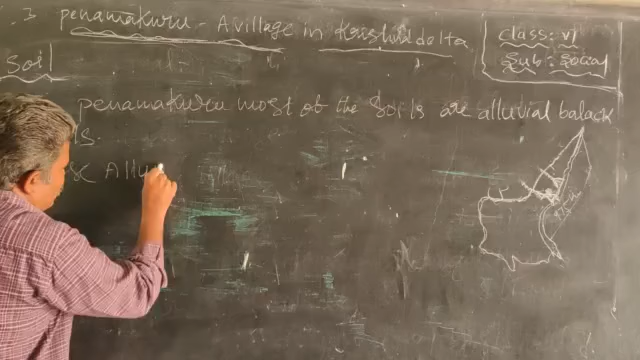 3 penamakuru - A village in Krishna delta
Class: VI
Sub: Social
Soil
penamakuru most of the soils are alluvial balack
ls.
Allu